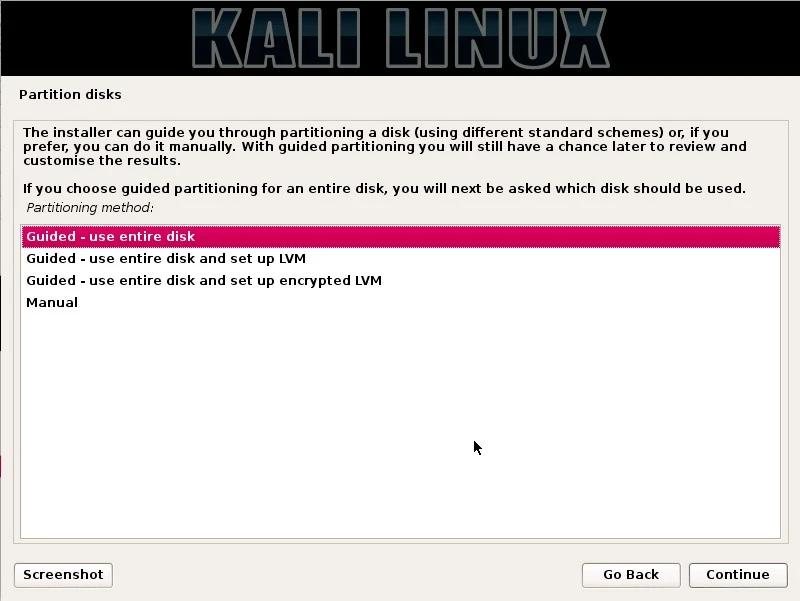 KALI LINUX
Partition disks
The installer can guide you through partitioning a disk (using different standard schemes) or, if you
prefer, you can do it manually. With guided partitioning you will still have a chance later to review and
customise the results.
If you choose guided partitioning for an entire disk, you will next be asked which disk should be used.
Partitioning method:
Guided - use entire disk
Guided - use entire disk and set up LVM
Guided - use entire disk and set up encrypted LVM
Manual
Screenshot
Go Back
Continue